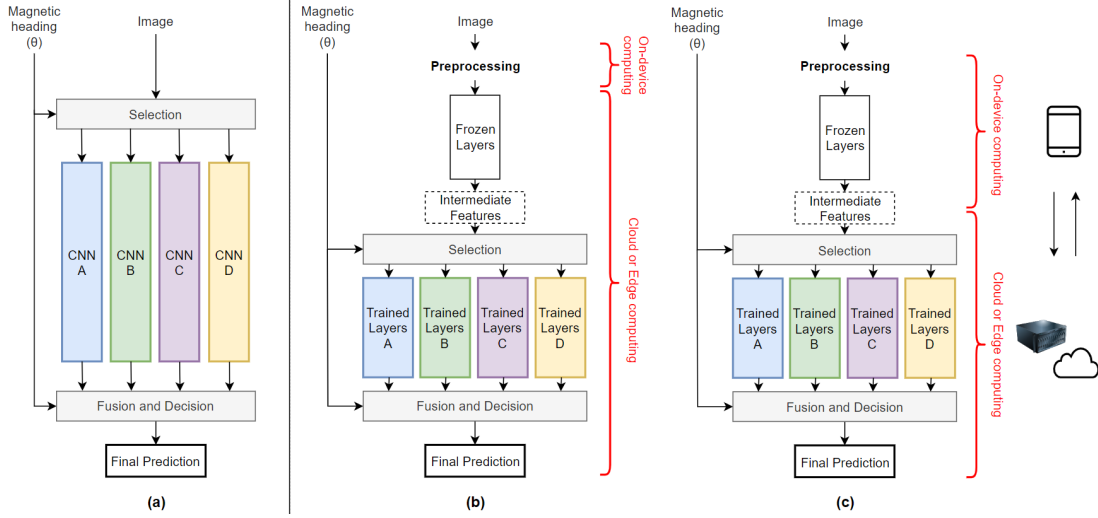 Magnetic
heading
(θ)
Image
Selection
CNN
A
CNN
B
CNN
C
CNN
D
Fusion and Decision
Final Prediction
(a)
Magnetic
heading
(θ)
Image
Preprocessing
Frozen
Layers
Intermediate
Features
Selection
Trained
Layers
A
Trained
Layers
B
Trained
Layers
C
Trained
Layers
D
Fusion and Decision
Final Prediction
On-device
computing
Cloud or Edge computing
(b)
Magnetic
heading
(θ)
Image
Preprocessing
Frozen
Layers
Intermediate
Features
Selection
Trained
Layers
A
Trained
Layers
B
Trained
Layers
C
Trained
Layers
D
Fusion and Decision
Final Prediction
On-device computing
Cloud or Edge computing
(c)